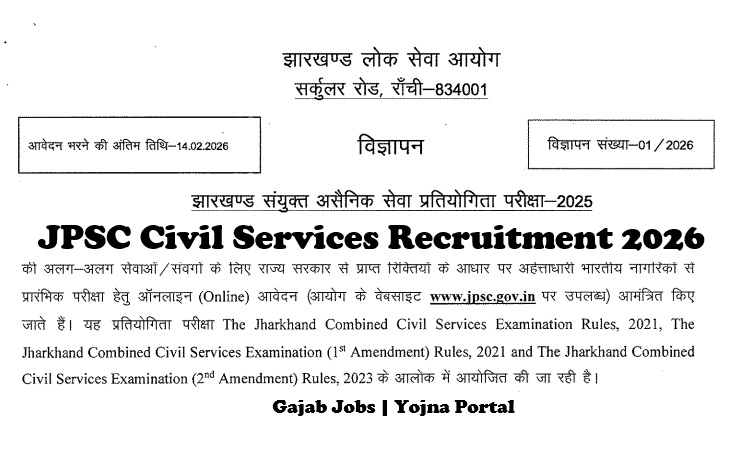 झारखण्ड लोक सेवा आयोग
सर्कुलर रोड, राँची–834001
आवेदन भरने की अंतिम तिथि–14.02.2026
विज्ञापन
विज्ञापन संख्या–01/2026
झारखण्ड संयुक्त असैनिक सेवा प्रतियोगिता परीक्षा–2025
JPSC Civil Services Recruitment 2026
की अलग–अलग सेवाओं/संवर्गो के लिए राज्य सरकार से प्राप्त रिक्तियों के आधार पर अर्हत्ताधारी भारतीय नागरिकों से
प्रारंभिक परीक्षा हेतु ऑनलाइन (Online) आवेदन (आयोग के वेबसाइट www.jpsc.gov.in पर उपलब्ध) आमंत्रित किए
जाते हैं। यह प्रतियोगिता परीक्षा The Jharkhand Combined Civil Services Examination Rules, 2021, The
Jharkhand Combined Civil Services Examination (1st Amendment) Rules, 2021 and The Jharkhand Combined
Civil Services Examination (2nd Amendment) Rules, 2023 के आलोक में आयोजित की जा रही है।
Gajab Jobs | Yojna Portal